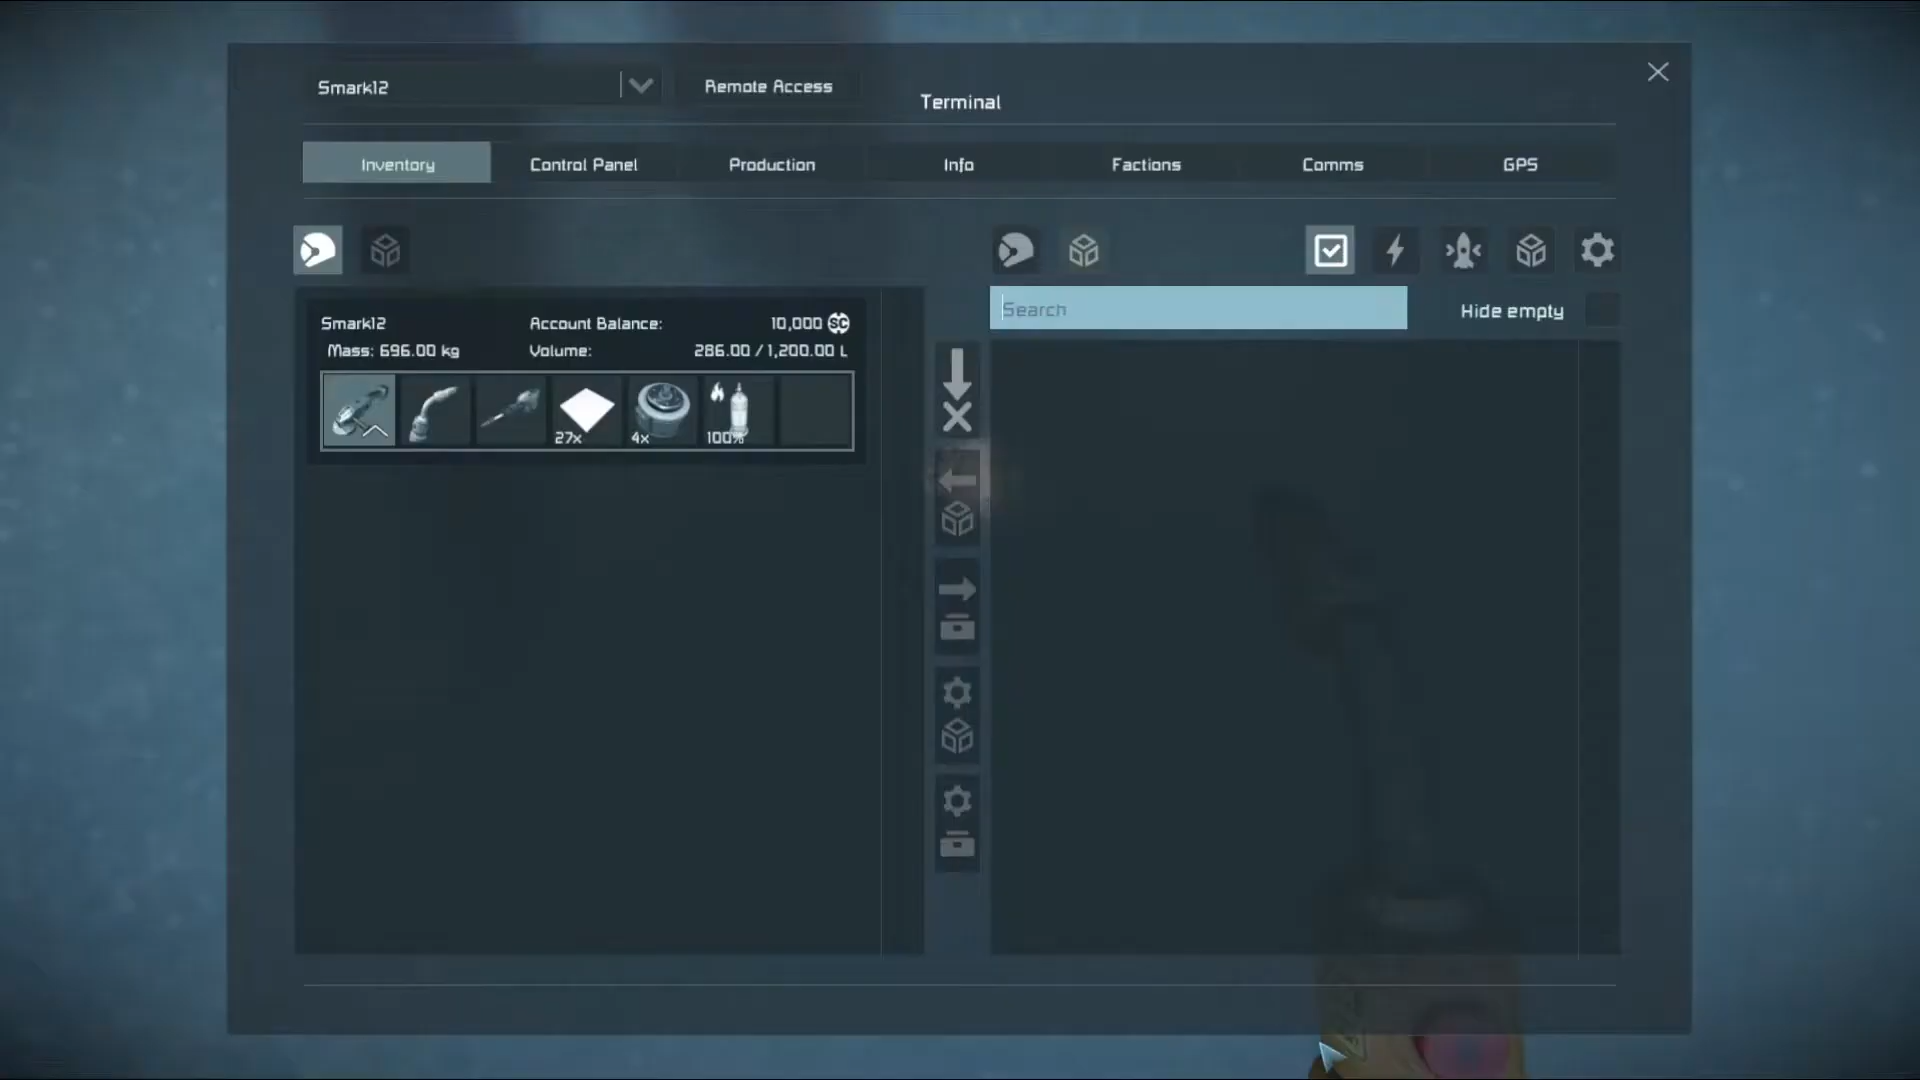 Smark12
Remote Access
Terminal
Inventory
Control Panel
Production
Info
Factions
Comms
GPS
Search
Hide empty
Smark12
Account Balance:
10,000 SC
Mass: 696.00 kg
Volume:
286.00 / 1,200.00 L
27x
4x
100%